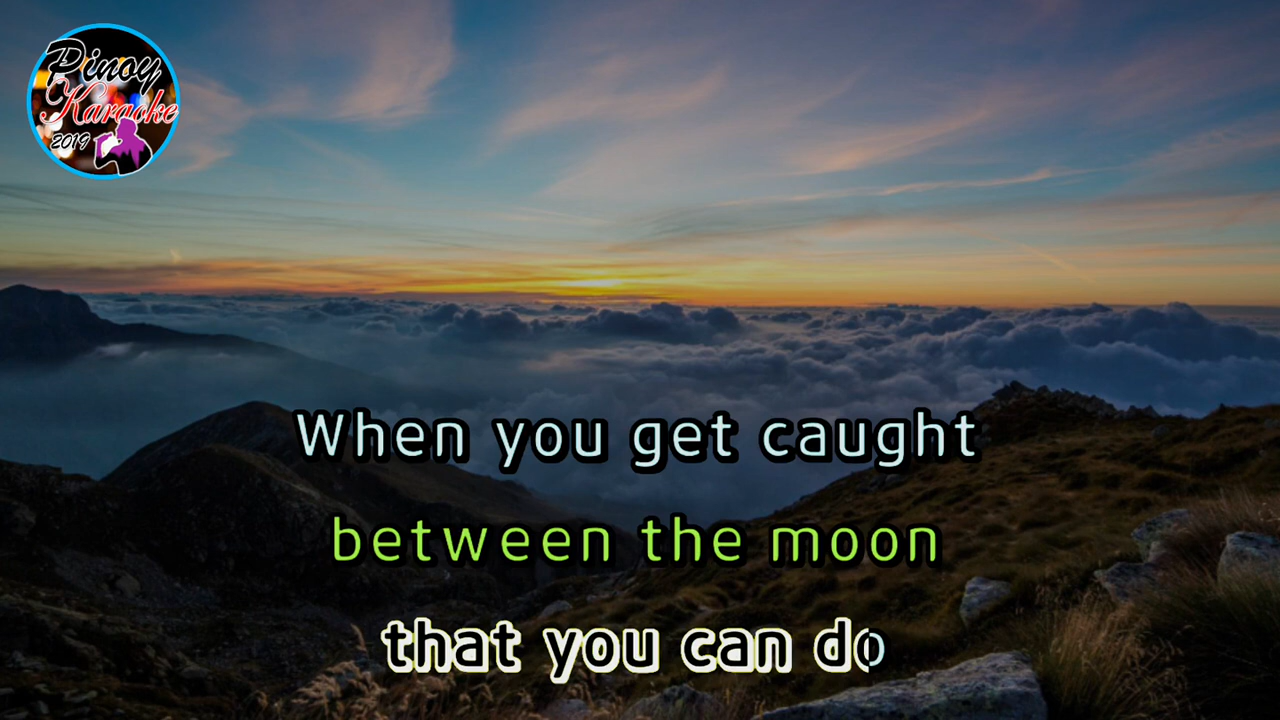 Pinoy
Karaoke
2019
When you get caught
between the moon
that you can do